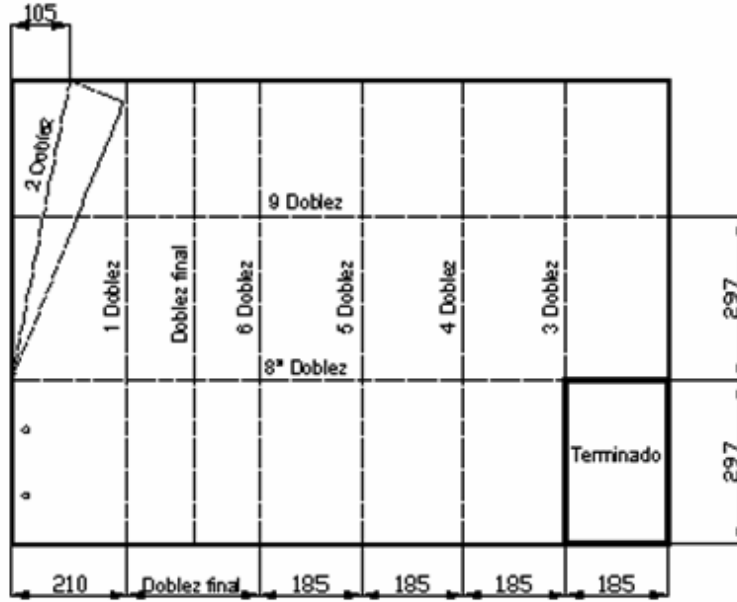 105
2 Doblez
9 Doblez
1 Doblez
Doblez final
6 Doblez
5 Doblez
4 Doblez
3 Doblez
297
8ª Doblez
Terminado
297
210
Doblez final
185
185
185
185